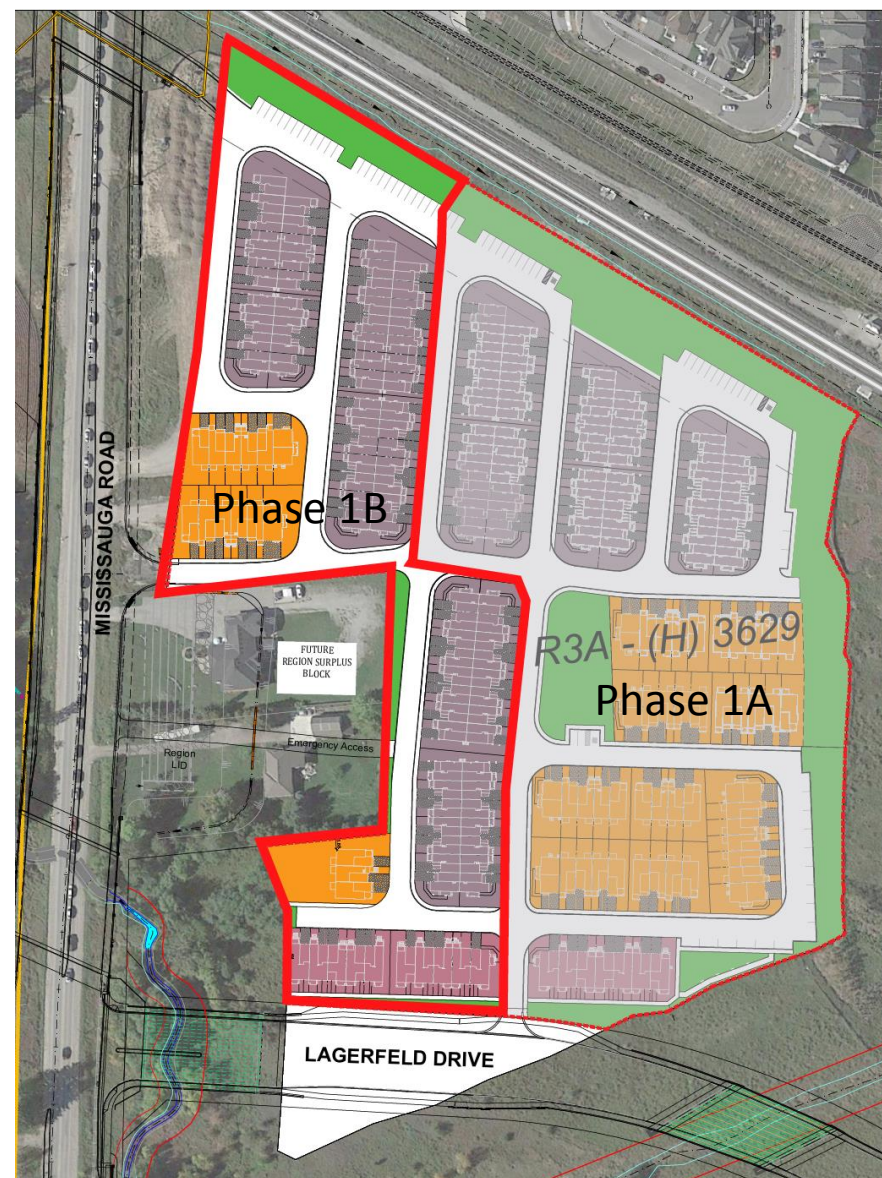 MISSISSAUGA ROAD
Phase 1B
R3A - (H) 3629
Phase 1A
FUTURE
REGION SURPLUS
BLOCK
Emergency Access
Region
LID
LAGERFELD DRIVE